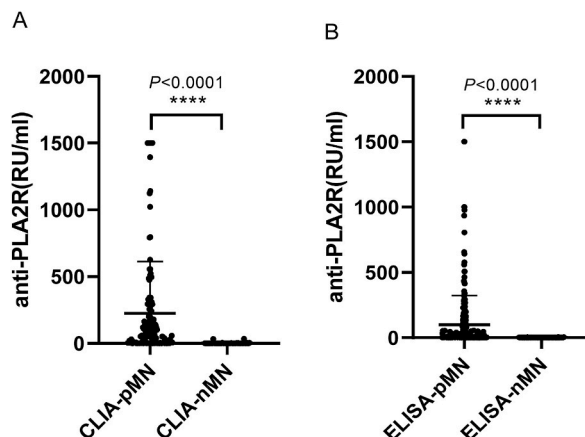 A
P<0.0001
****
anti-PLA2R(RU/ml)
2000
1500
1000
500
0
CLIA-pMN
CLIA-nMN
B
P<0.0001
****
anti-PLA2R(RU/ml)
2000
1500
1000
500
0
ELISA-pMN
ELISA-nMN